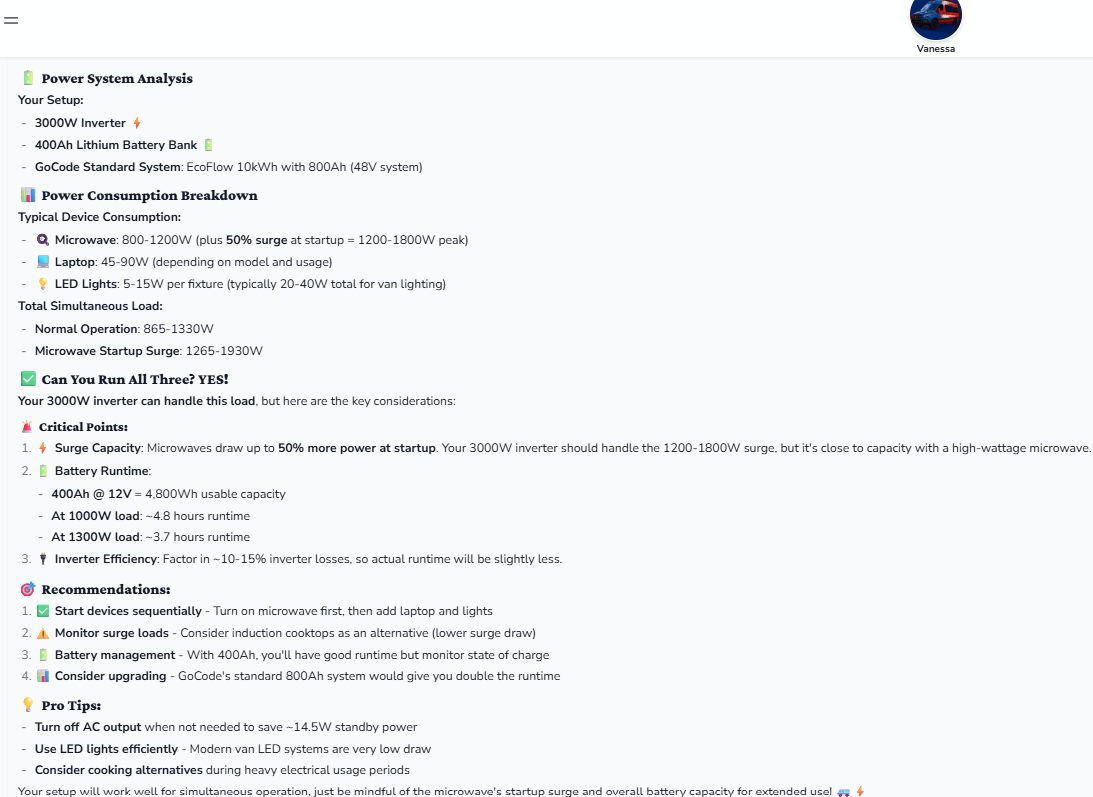 Vanessa
🔋 Power System Analysis
Your Setup:
- 3000W Inverter ⚡
- 400Ah Lithium Battery Bank 🔋
- GoCode Standard System: EcoFlow 10kWh with 800Ah (48V system)
📊 Power Consumption Breakdown
Typical Device Consumption:
- 🍳 Microwave: 800-1200W (plus 50% surge at startup = 1200-1800W peak)
- 💻 Laptop: 45-90W (depending on model and usage)
- 💡 LED Lights: 5-15W per fixture (typically 20-40W total for van lighting)
Total Simultaneous Load:
- Normal Operation: 865-1330W
- Microwave Startup Surge: 1265-1930W
✅ Can You Run All Three? YES!
Your 3000W inverter can handle this load, but here are the key considerations:
🚨 Critical Points:
1. ⚡ Surge Capacity: Microwaves draw up to 50% more power at startup. Your 3000W inverter should handle the 1200-1800W surge, but it's close to capacity with a high-wattage microwave.
2. 🔋 Battery Runtime:
- 400Ah @ 12V = 4,800Wh usable capacity
- At 1000W load: ~4.8 hours runtime
- At 1300W load: ~3.7 hours runtime
3. 🔌 Inverter Efficiency: Factor in ~10-15% inverter losses, so actual runtime will be slightly less.
🎯 Recommendations:
1. ✅ Start devices sequentially - Turn on microwave first, then add laptop and lights
2. ⚠️ Monitor surge loads - Consider induction cooktops as an alternative (lower surge draw)
3. 🔋 Battery management - With 400Ah, you'll have good runtime but monitor state of charge
4. 📊 Consider upgrading - GoCode's standard 800Ah system would give you double the runtime
💡 Pro Tips:
- Turn off AC output when not needed to save ~14.5W standby power
- Use LED lights efficiently - Modern van LED systems are very low draw
- Consider cooking alternatives during heavy electrical usage periods
Your setup will work well for simultaneous operation, just be mindful of the microwave's startup surge and overall battery capacity for extended use! 🚐 ⚡